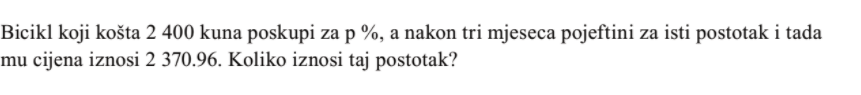 Bicikl koji košta 2 400 kuna poskupi za p %, a nakon tri mjeseca pojeftini za isti postotak i tada
mu cijena iznosi 2 370.96. Koliko iznosi taj postotak?